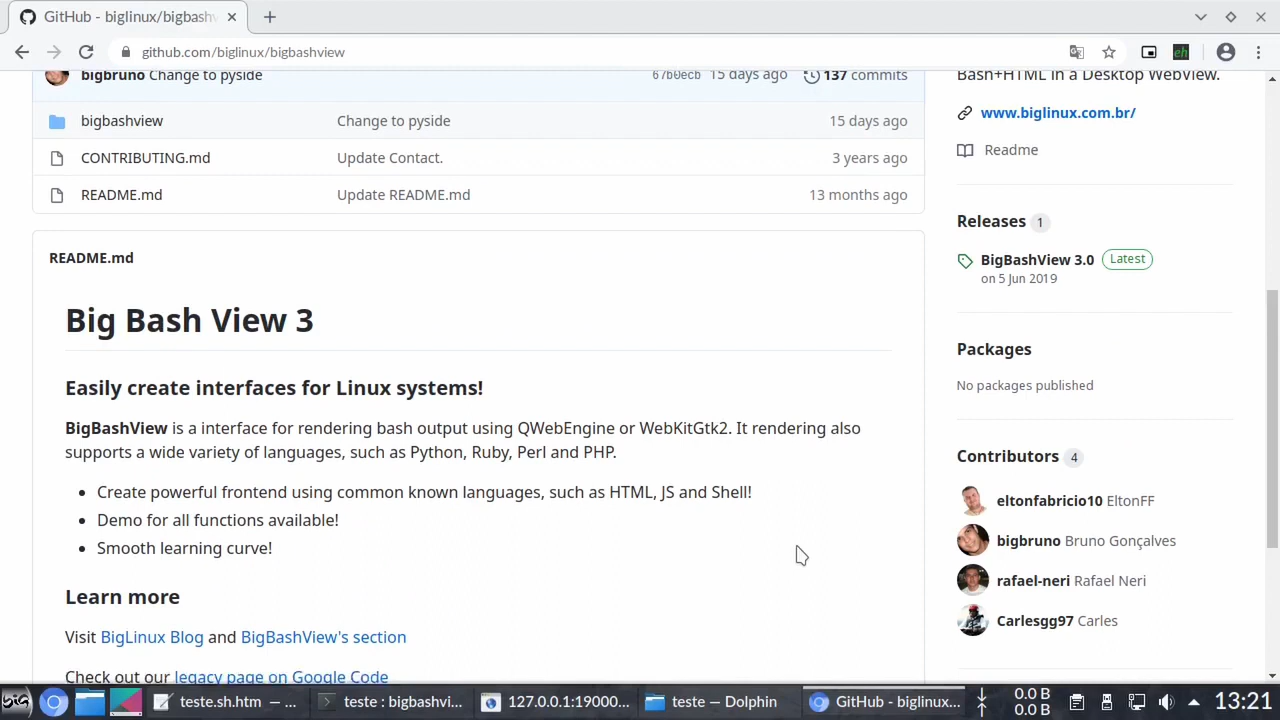 GitHub - biglinux/bigbashv
github.com/biglinux/bigbashview
eh
bigbruno Change to pyside 67b0ecb 15 days ago 137 commits
bigbashview Change to pyside 15 days ago
CONTRIBUTING.md Update Contact. 3 years ago
README.md Update README.md 13 months ago
README.md
Big Bash View 3
Easily create interfaces for Linux systems!
BigBashView is a interface for rendering bash output using QWebEngine or WebKitGtk2. It rendering also
supports a wide variety of languages, such as Python, Ruby, Perl and PHP.
Create powerful frontend using common known languages, such as HTML, JS and Shell!
Demo for all functions available!
Smooth learning curve!
Learn more
Visit BigLinux Blog and BigBashView's section
Check out our legacy page on Google Code
Bash+HTML in a Desktop WebView.
www.biglinux.com.br/
Readme
Releases 1
BigBashView 3.0 Latest
on 5 Jun 2019
Packages
No packages published
Contributors 4
eltonfabricio10 EltonFF
bigbruno Bruno Gonçalves
rafael-neri Rafael Neri
Carlesgg97 Carles
BIG
teste.sh.htm — ...
teste : bigbashvi...
127.0.0.1:19000...
teste — Dolphin
GitHub - biglinux...
0.0 B
0.0 B
13:21